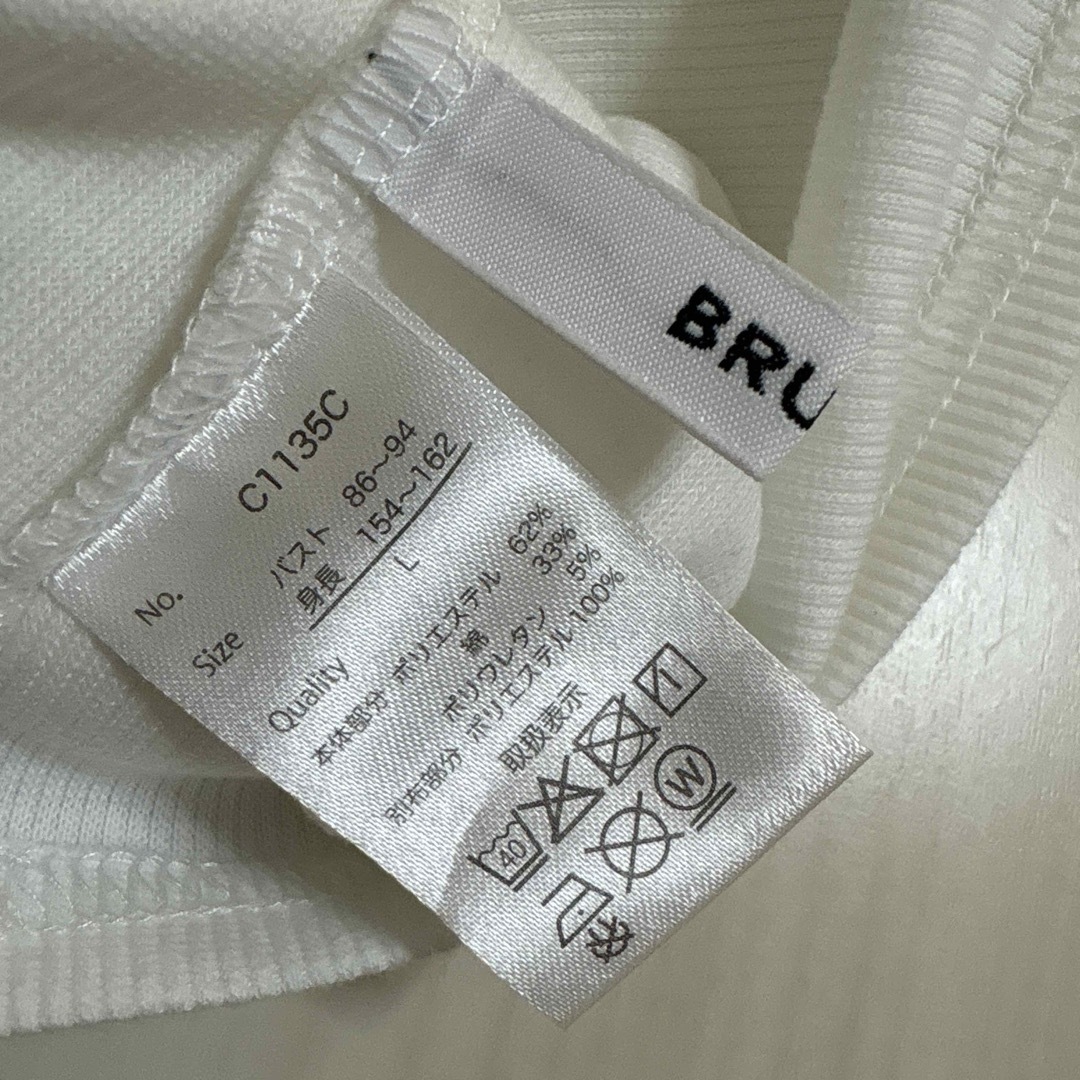 BRU
No. C1135C
Size バスト 86〜94
身長 154〜162
L
Quality
本体部分 ポリエステル 62%
綿 33%
ポリウレタン 5%
別布部分 ポリエステル 100%
取扱表示
1
40 W